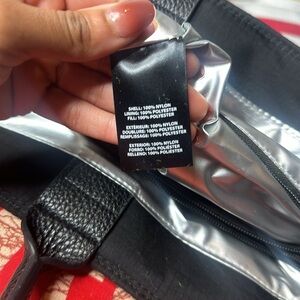 SHELL: 100% NYLON
LINING: 100% POLYESTER
FILL: 100% POLYESTER
EXTÉRIEUR: 100% NYLON
DOUBLURE: 100% POLYESTER
REMPLISSAGE: 100% POLYESTER
EXTERIOR: 100% NYLON
FORRO: 100% POLYESTER
RELLENO: 100% POLYESTER